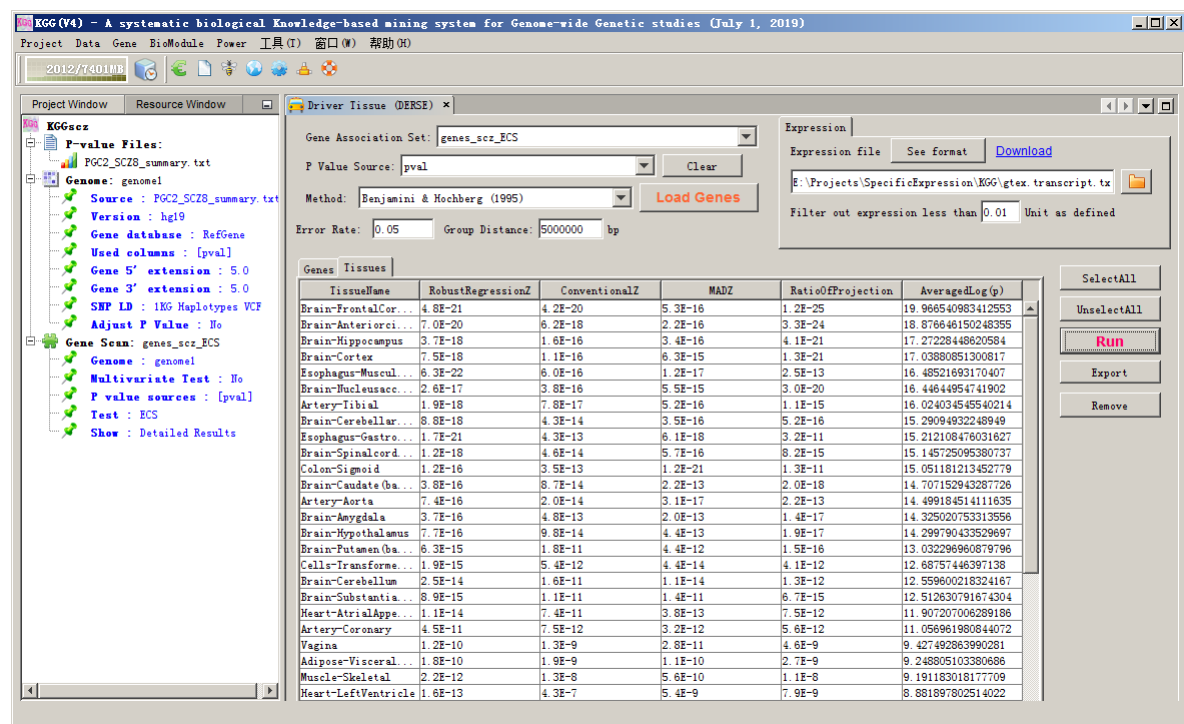 KGG(V4) - A systematic biological Knowledge-based mining system for Genome-wide Genetic studies (July 1, 2019)
Project Data Gene BioModule Power 工具(T) 窗口(W) 帮助(H)
2012/7401MB
Project Window Resource Window
Driver Tissue (DERSE) ×
KGGscz
P-value Files:
PGC2_SCZ8_summary.txt
Genome: genome1
Source : PGC2_SCZ8_summary.txt
Version : hg19
Gene database : RefGene
Used columns : [pval]
Gene 5' extension : 5.0
Gene 3' extension : 5.0
SNP LD : 1KG Haplotypes VCF
Adjust P Value : No
Gene Scan: genes_scz_ECS
Genome : genome1
Multivariate Test : No
P value sources : [pval]
Test : ECS
Show : Detailed Results
Gene Association Set: genes_scz_ECS
P Value Source: pval Clear
Method: Benjamini & Hochberg (1995) Load Genes
Error Rate: 0.05 Group Distance: 5000000 bp
Expression
Expression file See format Download
E:\Projects\SpecificExpression\KGG\gtex.transcript.tx
Filter out expression less than 0.01 Unit as defined
Genes Tissues
TissueName RobustRegressionZ ConventionalZ MADZ RatioOfProjection AveragedLog(p)
Brain-FrontalCor... 4.8E-21 4.2E-20 5.3E-16 1.2E-25 19.966540983412553
Brain-Anteriorci... 7.0E-20 6.2E-18 2.2E-16 3.3E-24 18.876646150248355
Brain-Hippocampus 3.7E-18 1.6E-16 3.4E-16 4.1E-21 17.27228448620584
Brain-Cortex 7.5E-18 1.1E-16 6.3E-15 1.3E-21 17.03880851300817
Esophagus-Muscul... 6.3E-22 6.0E-16 1.2E-17 2.5E-13 16.48521693170407
Brain-Nucleusacc... 2.6E-17 3.8E-16 5.5E-15 3.0E-20 16.44644954741902
Artery-Tibial 1.9E-18 7.8E-17 5.2E-16 1.1E-15 16.024034545540214
Brain-Cerebellar... 8.8E-18 4.3E-14 3.5E-16 5.2E-16 15.29094932248949
Esophagus-Gastro... 1.7E-21 4.3E-13 6.1E-18 3.2E-11 15.212108476031627
Brain-Spinalcord... 1.2E-18 4.6E-14 5.7E-16 8.2E-15 15.145725095380737
Colon-Sigmoid 1.2E-16 3.5E-13 1.2E-21 1.3E-11 15.051181213452779
Brain-Caudate(ba... 3.8E-16 8.7E-14 2.2E-13 2.0E-18 14.707152943287726
Artery-Aorta 7.4E-16 2.0E-14 3.1E-17 2.2E-13 14.499184514111635
Brain-Amygdala 3.7E-16 4.8E-13 2.0E-13 1.4E-17 14.325020753313556
Brain-Hypothalamus 7.7E-16 9.8E-14 4.4E-13 1.9E-17 14.299790433529697
Brain-Putamen(ba... 6.3E-15 1.8E-11 4.4E-12 1.5E-16 13.032296960879796
Cells-Transforme... 1.9E-15 5.4E-12 4.4E-14 4.1E-12 12.68757446397138
Brain-Cerebellum 2.5E-14 1.6E-11 1.1E-14 1.3E-12 12.559600218324167
Brain-Substantia... 8.9E-15 1.1E-11 1.4E-11 6.7E-15 12.512630791674304
Heart-AtrialAppe... 1.1E-14 7.4E-11 3.8E-13 7.5E-12 11.907207006289186
Artery-Coronary 4.5E-11 7.5E-12 3.2E-12 5.6E-12 11.056961980844072
Vagina 1.2E-10 1.3E-9 2.8E-11 4.6E-9 9.427492863990281
Adipose-Visceral... 1.8E-10 1.9E-9 1.1E-10 2.7E-9 9.248805103380686
Muscle-Skeletal 2.2E-12 1.3E-8 5.6E-10 1.1E-8 9.191183018177709
Heart-LeftVentricle 1.6E-13 4.3E-7 5.4E-9 7.9E-9 8.881897802514022
SelectAll
UnselectAll
Run
Export
Remove